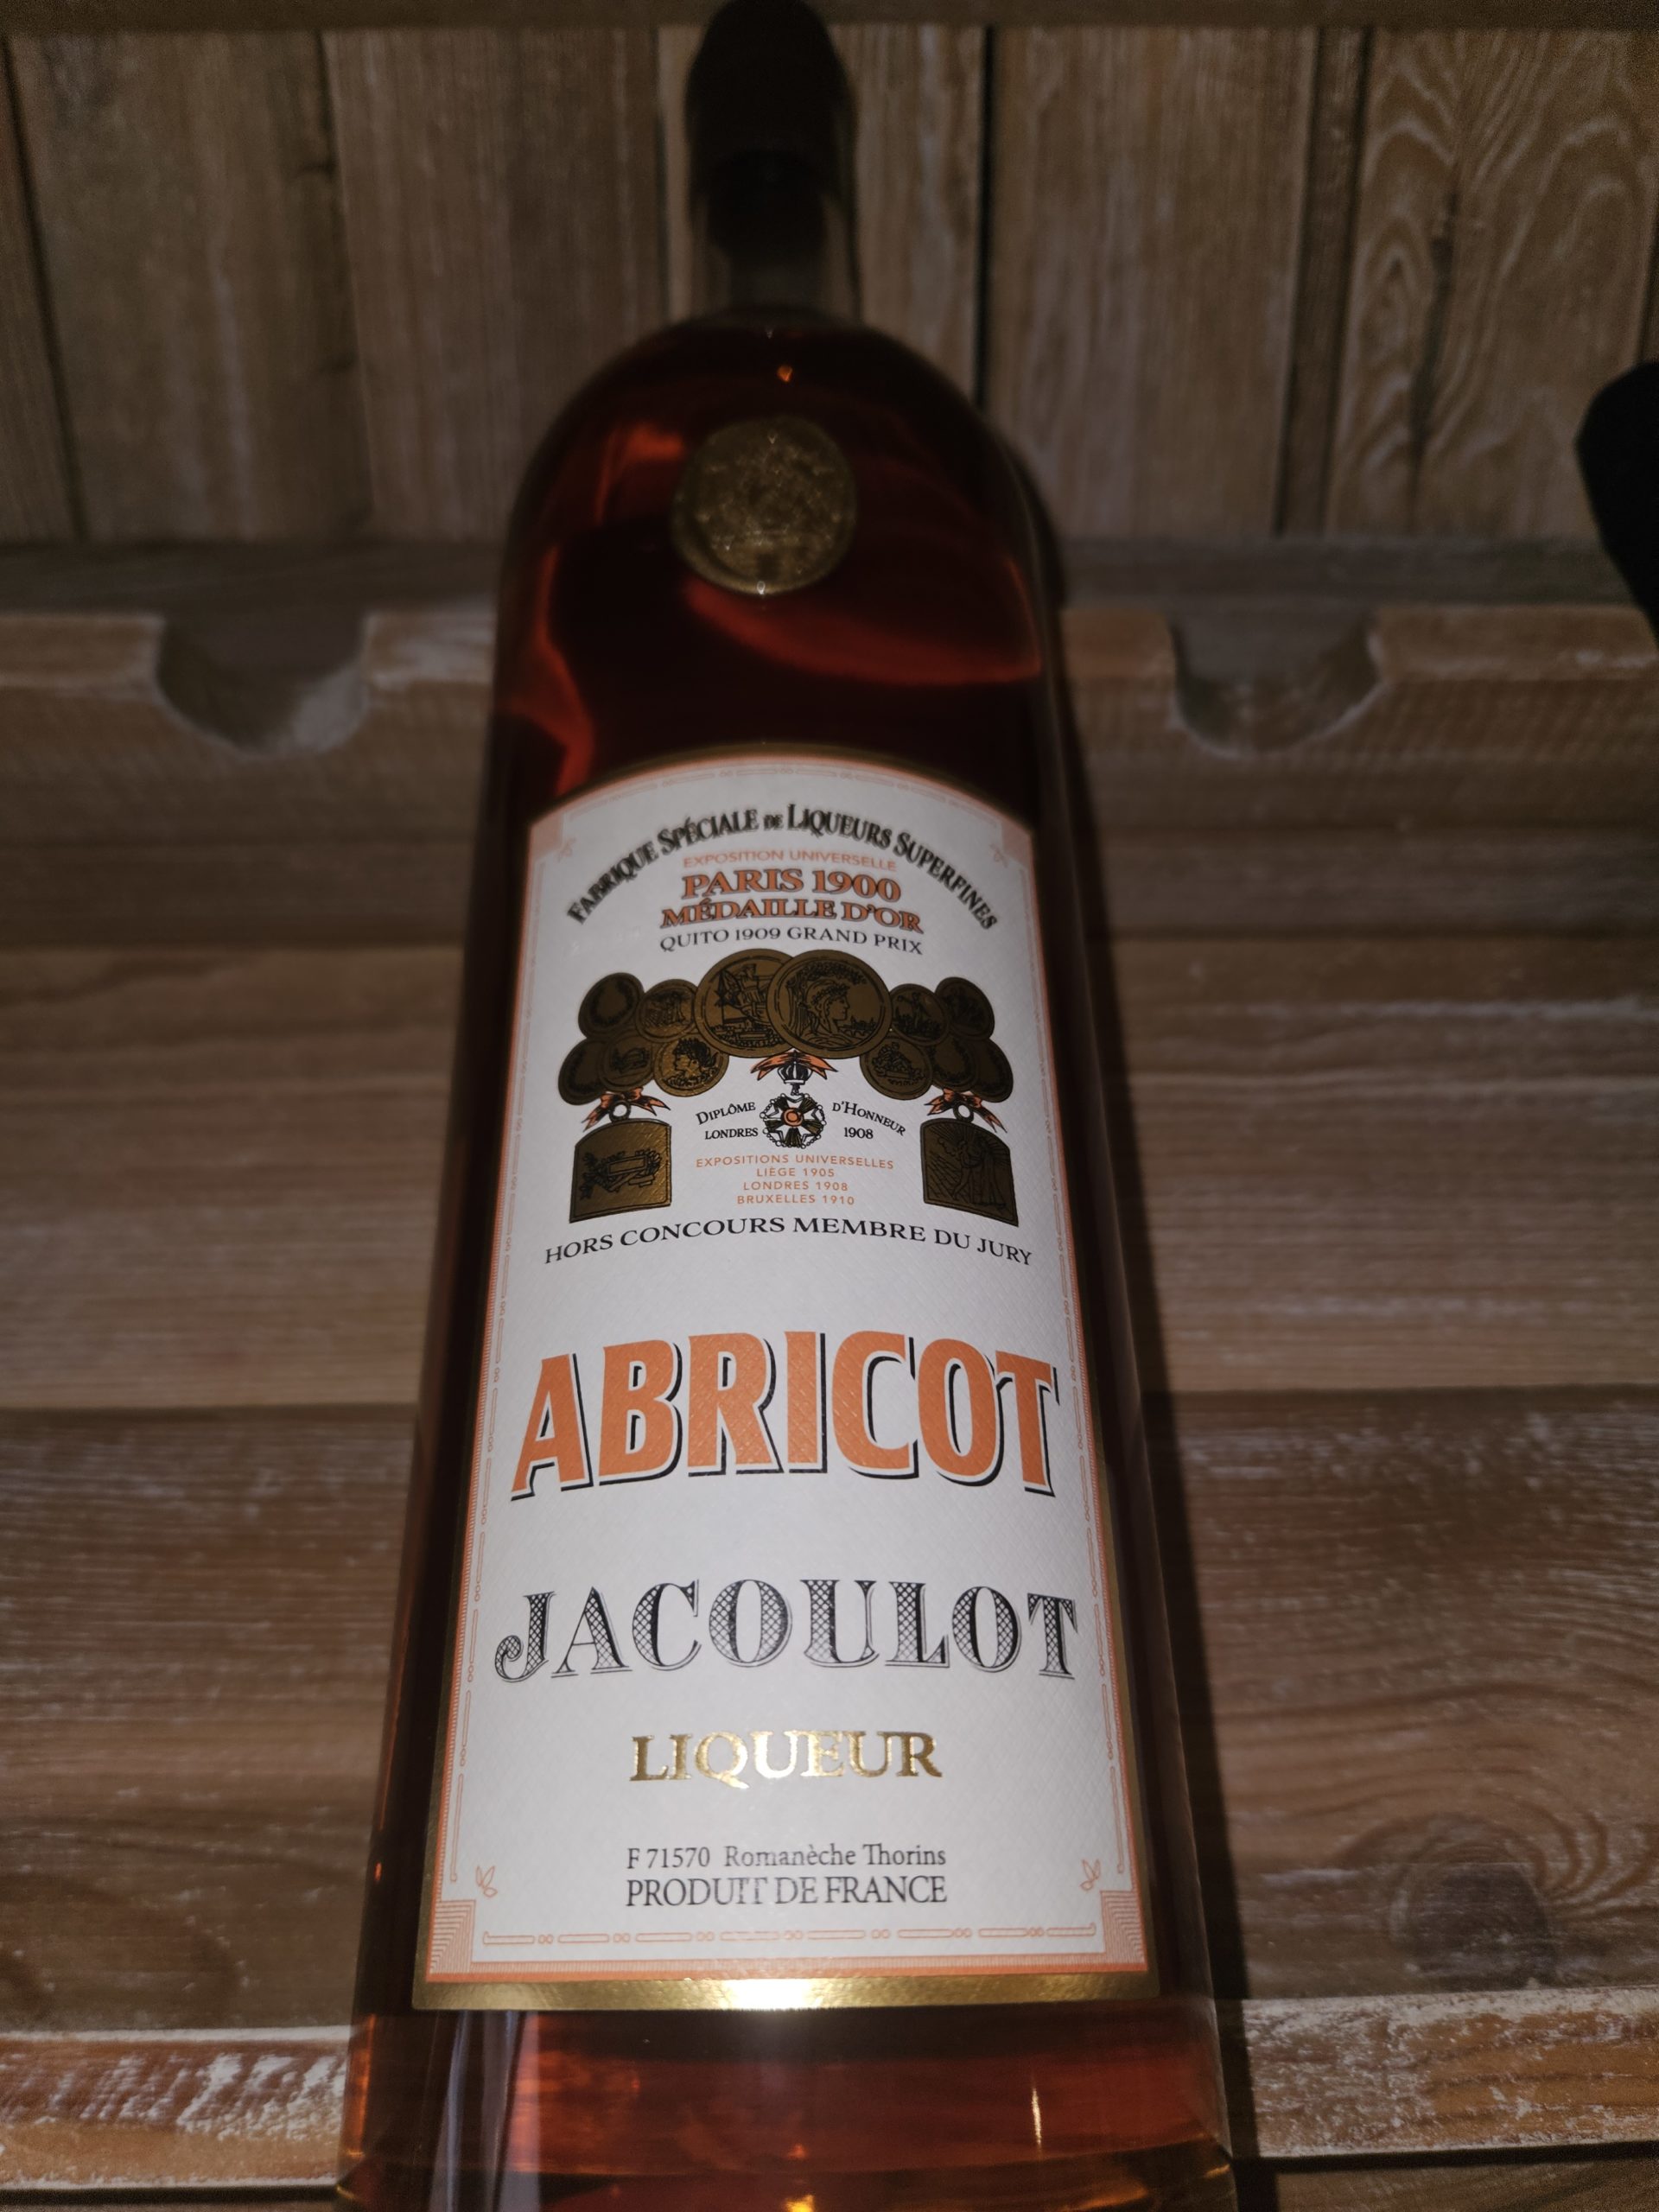 FABRIQUE SPÉCIALE DE LIQUEURS SUPERFINES
EXPOSITION UNIVERSELLE
PARIS 1900
MÉDAILLE D'OR
QUITO 1909 GRAND PRIX
DIPLÔME D'HONNEUR
LONDRES 1908
EXPOSITIONS UNIVERSELLES
LIÈGE 1905
LONDRES 1908
BRUXELLES 1910
HORS CONCOURS MEMBRE DU JURY
ABRICOT
JACOULOT
LIQUEUR
F 71570 Romanèche Thorins
PRODUIT DE FRANCE